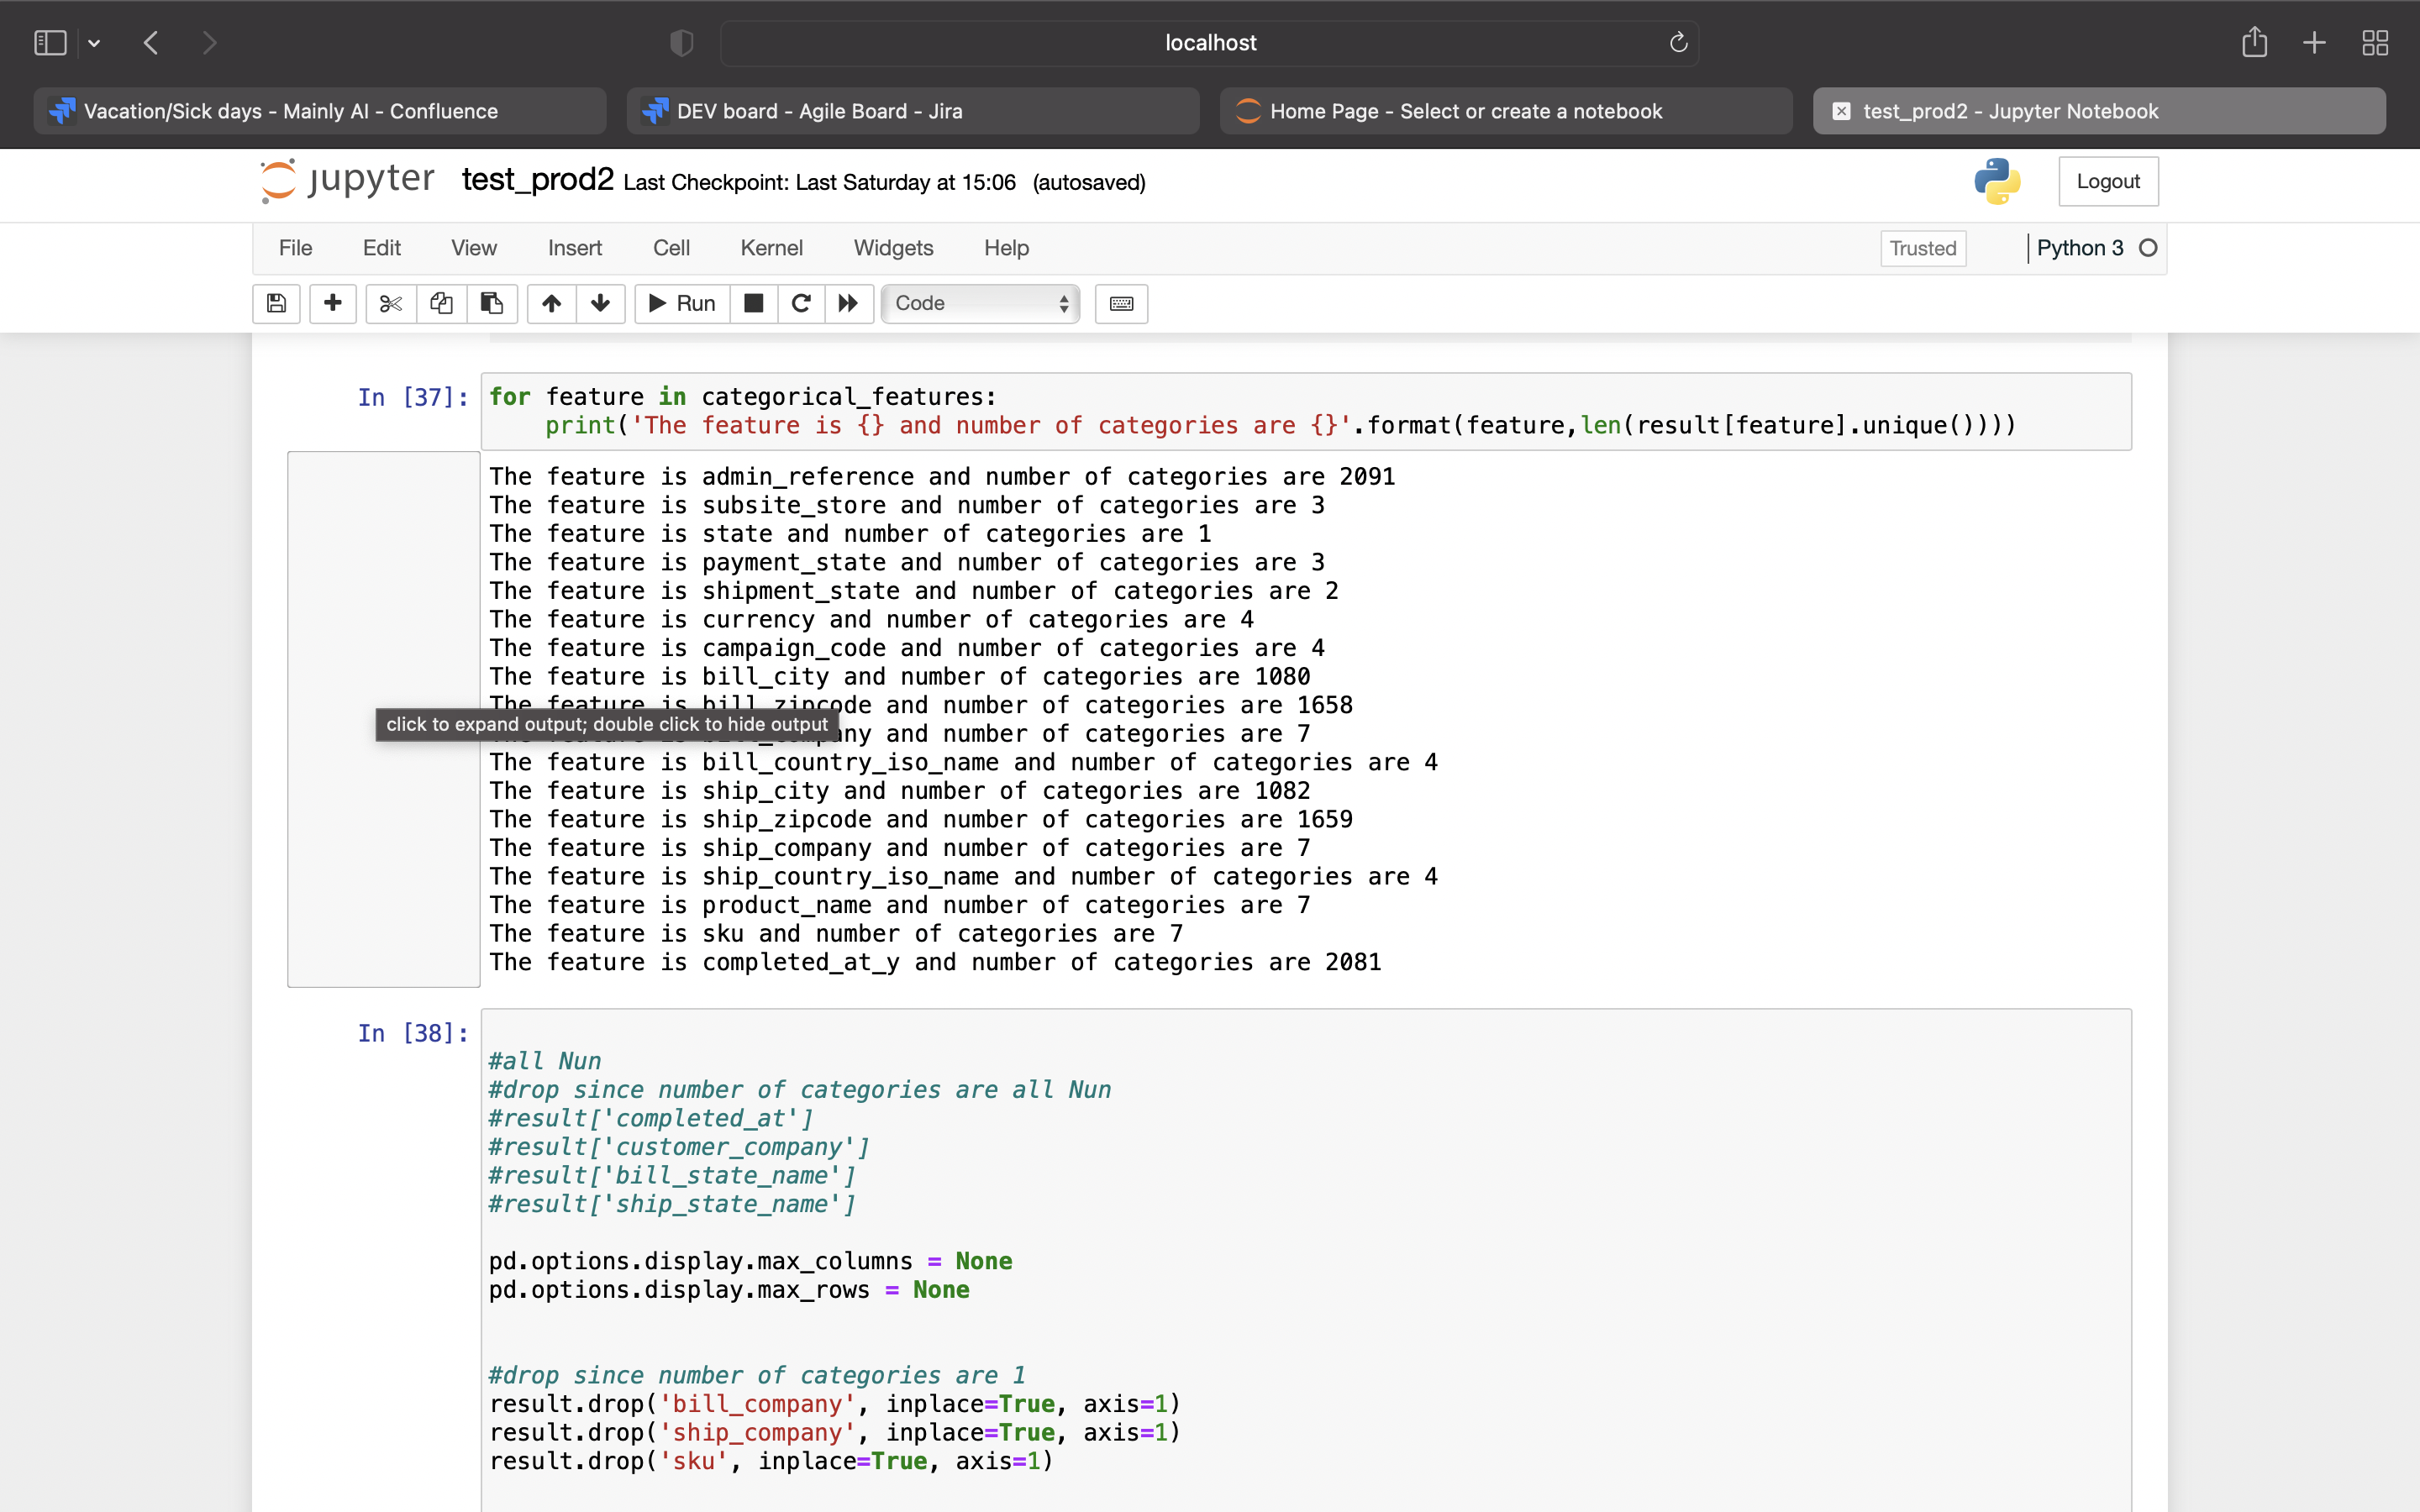 localhost
Vacation/Sick days - Mainly AI - Confluence
DEV board - Agile Board - Jira
Home Page - Select or create a notebook
test_prod2 - Jupyter Notebook
jupyter test_prod2 Last Checkpoint: Last Saturday at 15:06 (autosaved)
Logout
File Edit View Insert Cell Kernel Widgets Help
Trusted
Python 3
Run
Code
In [37]: for feature in categorical_features:
    print('The feature is {} and number of categories are {}'.format(feature,len(result[feature].unique())))
The feature is admin_reference and number of categories are 2091
The feature is subsite_store and number of categories are 3
The feature is state and number of categories are 1
The feature is payment_state and number of categories are 3
The feature is shipment_state and number of categories are 2
The feature is currency and number of categories are 4
The feature is campaign_code and number of categories are 4
The feature is bill_city and number of categories are 1080
The feature is bill_zipcode and number of categories are 1658
click to expand output; double click to hide output
and number of categories are 7
The feature is bill_country_iso_name and number of categories are 4
The feature is ship_city and number of categories are 1082
The feature is ship_zipcode and number of categories are 1659
The feature is ship_company and number of categories are 7
The feature is ship_country_iso_name and number of categories are 4
The feature is product_name and number of categories are 7
The feature is sku and number of categories are 7
The feature is completed_at_y and number of categories are 2081
In [38]:
#all Nun
#drop since number of categories are all Nun
#result['completed_at']
#result['customer_company']
#result['bill_state_name']
#result['ship_state_name']
pd.options.display.max_columns = None
pd.options.display.max_rows = None
#drop since number of categories are 1
result.drop('bill_company', inplace=True, axis=1)
result.drop('ship_company', inplace=True, axis=1)
result.drop('sku', inplace=True, axis=1)